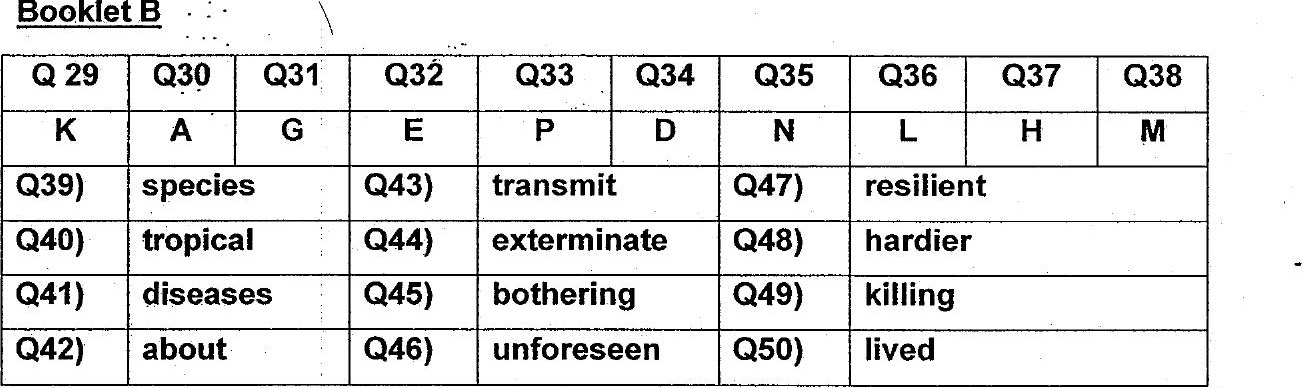 Booklet B
Q 29 Q30 Q31 Q32 Q33 Q34 Q35 Q36 Q37 Q38
K A G E P D N L H M
Q39) species Q43) transmit Q47) resilient
Q40) tropical Q44) exterminate Q48) hardier
Q41) diseases Q45) bothering Q49) killing
Q42) about Q46) unforeseen Q50) lived